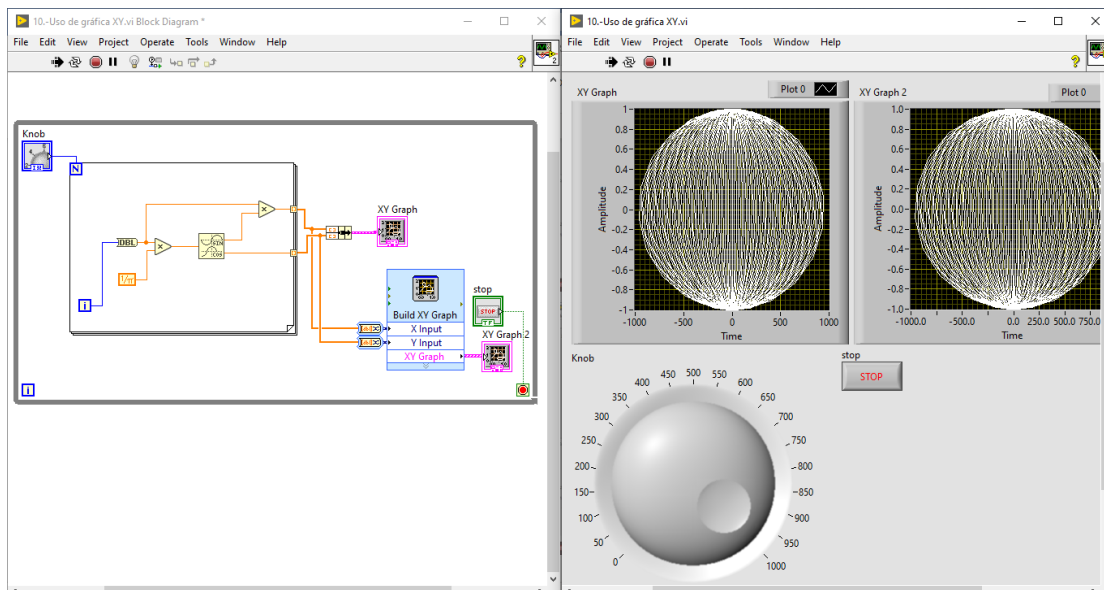 10.-Uso de gráfica XY.vi Block Diagram *
File Edit View Project Operate Tools Window Help
2
Knob
N
DBL
1/π
i
SIN
COS
XY Graph
Build XY Graph
X Input
Y Input
XY Graph
stop
STOP
TF
XY Graph 2
i
10.-Uso de gráfica XY.vi
File Edit View Project Operate Tools Window Help
XY Graph
Plot 0
Amplitude
1
0.8
0.6
0.4
0.2
0
-0.2
-0.4
-0.6
-0.8
-1
-1000 -500 0 500 1000
Time
XY Graph 2
Plot 0
Amplitude
1.0
0.8
0.6
0.4
0.2
0.0
-0.2
-0.4
-0.6
-0.8
-1.0
-1000.0 -500.0 0.0 250.0 500.0 750.0
Time
Knob
0
50
100
150
200
250
300
350
400
450
500
550
600
650
700
750
800
850
900
950
1000
stop
STOP